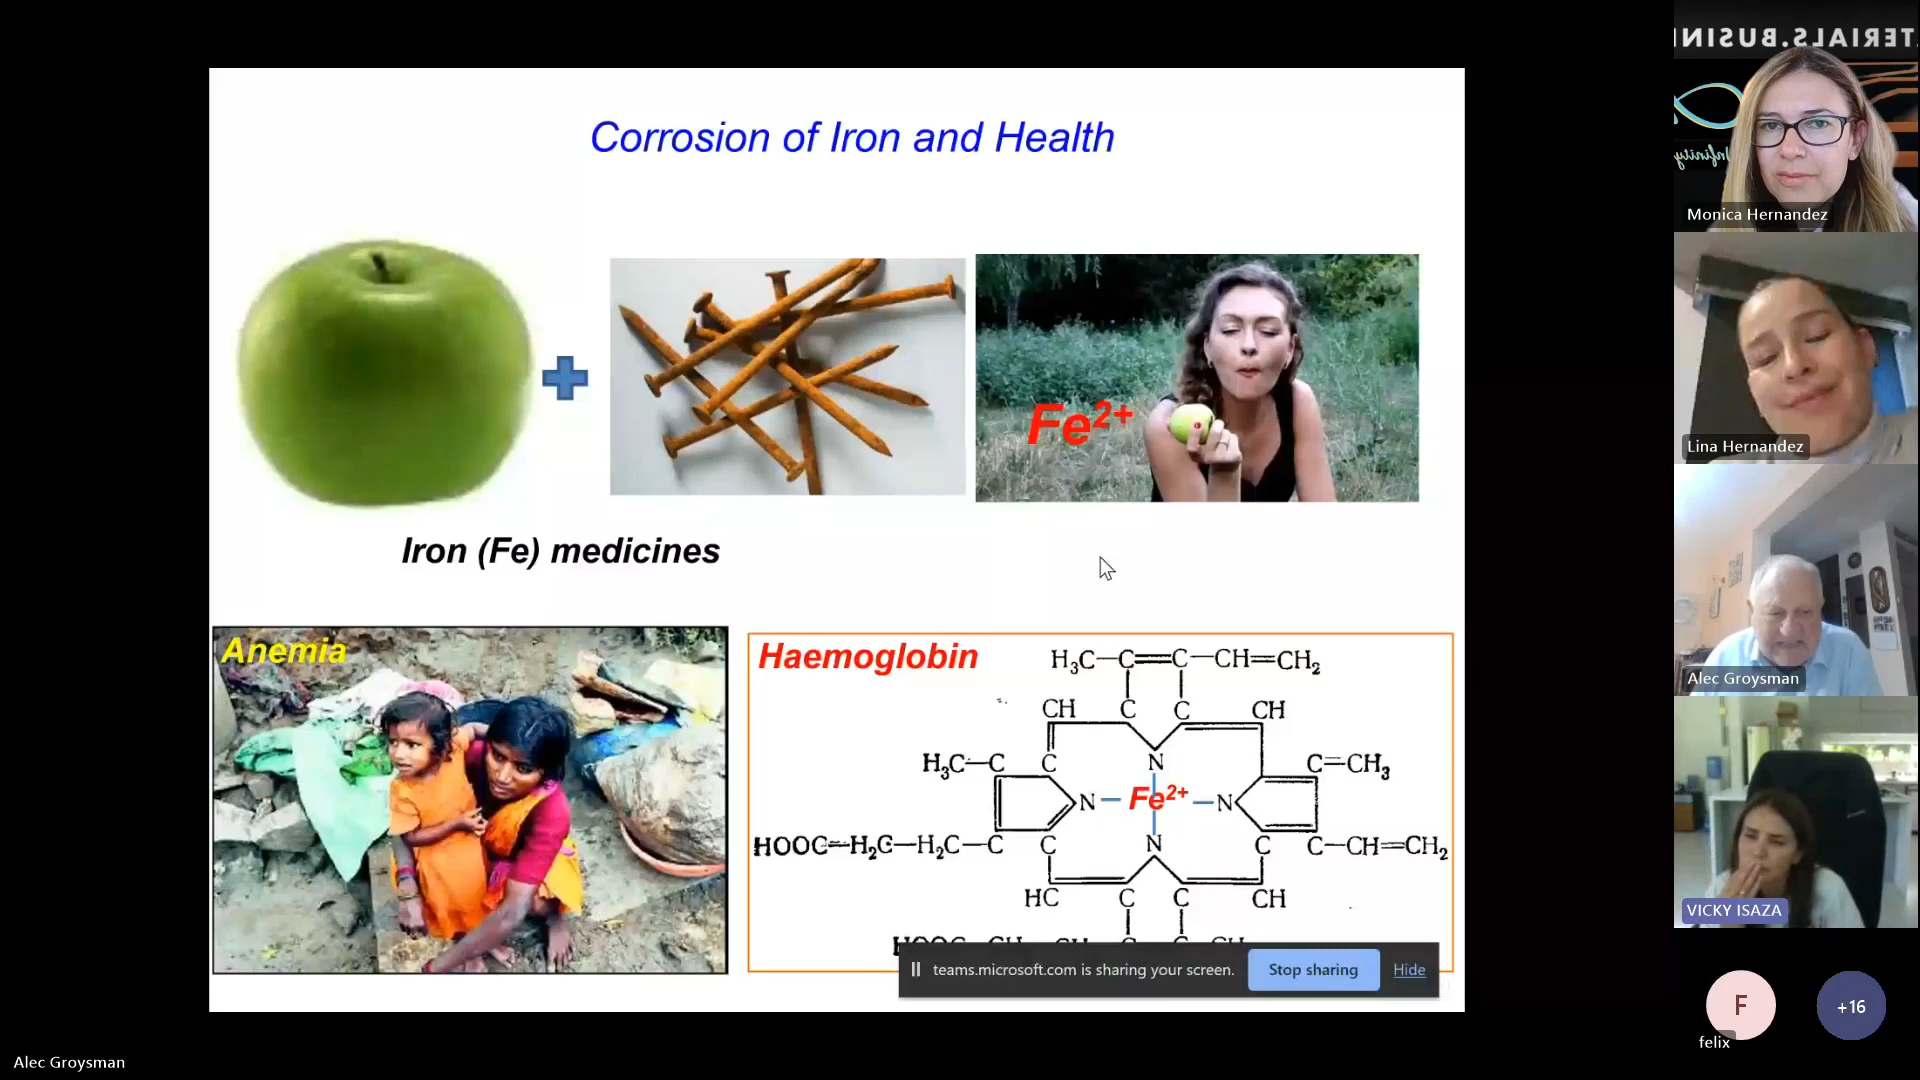 Corrosion of Iron and Health
Fe2+
Iron (Fe) medicines
Anemia
Haemoglobin
H3C—C=C—CH=CH2
CH C C CH
H3C—C C N C=CH3
N — Fe2+ — N
HOOC—H2C—H2C—C C N C C—CH=CH2
HC C C CH
teams.microsoft.com is sharing your screen.
Stop sharing
Hide
Monica Hernandez
Lina Hernandez
Alec Groysman
VICKY ISAZA
F
felix
+16
Alec Groysman